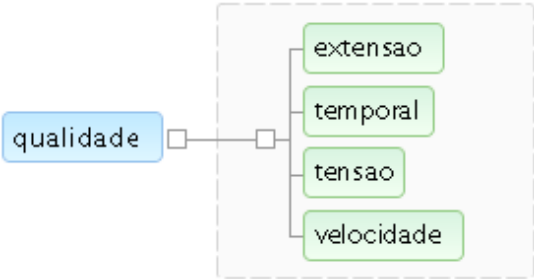 qualidade
extensao
temporal
tensao
velocidade